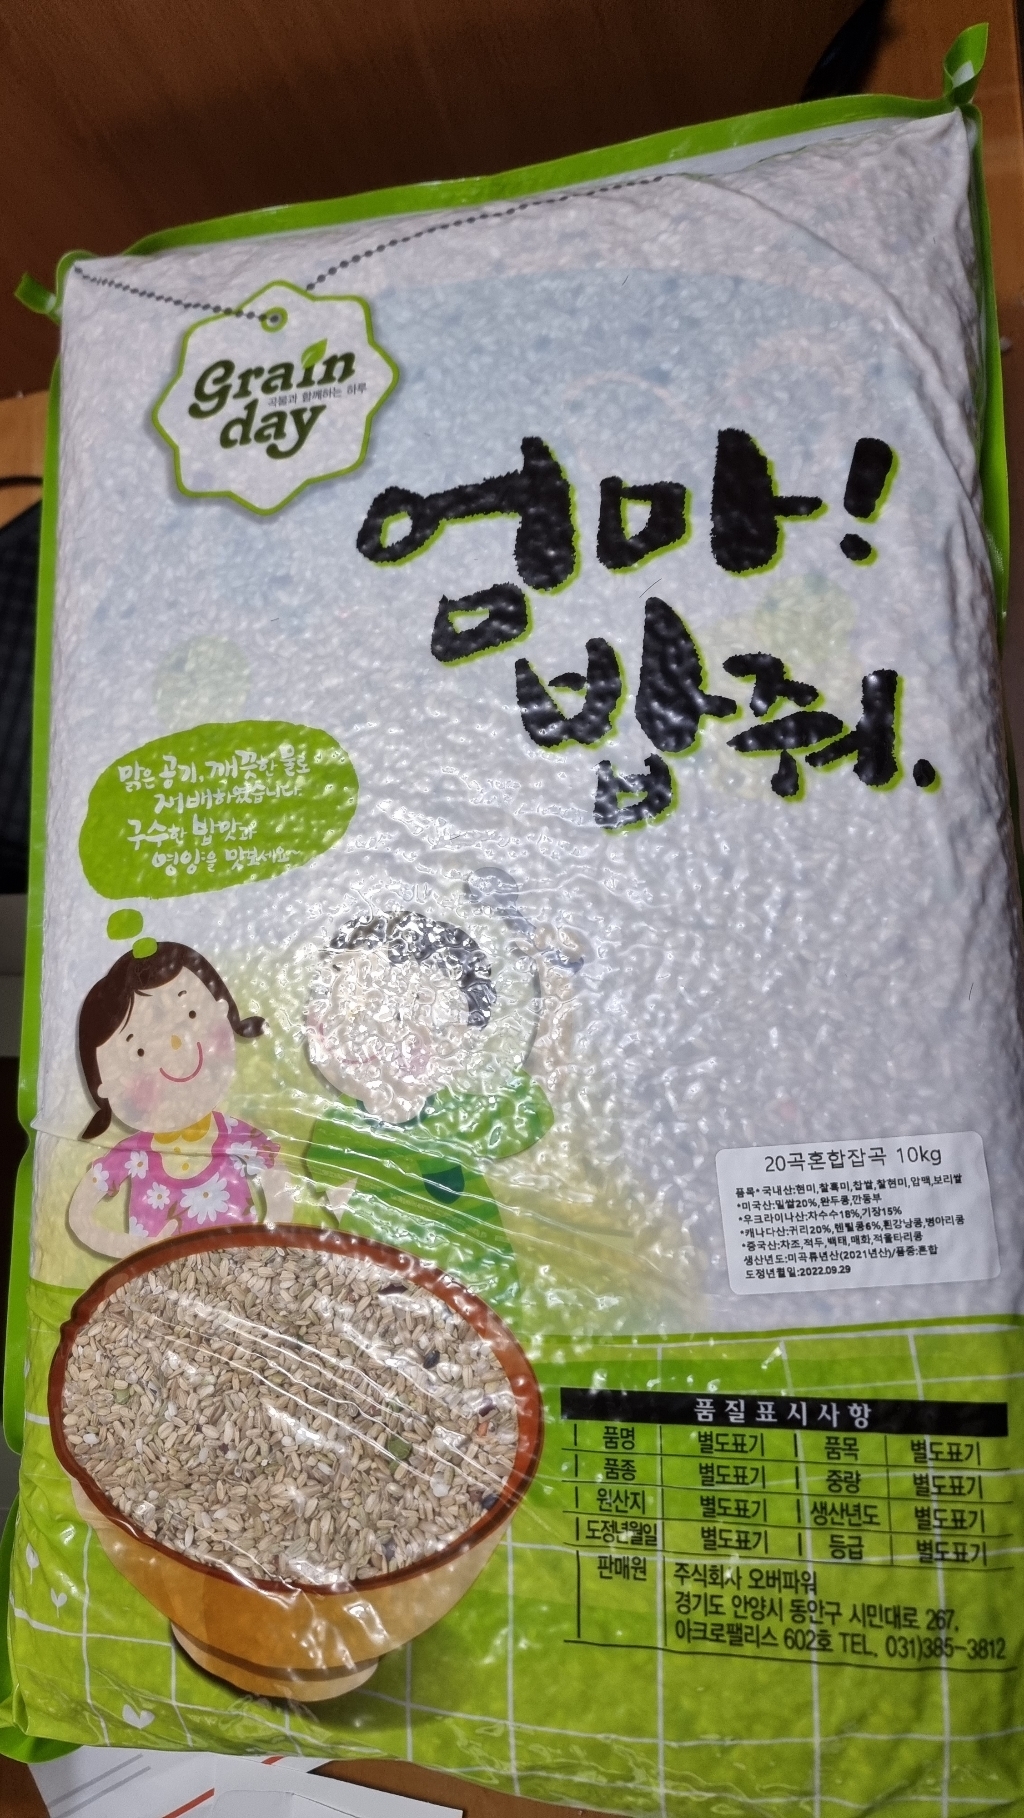 Grain
곡물과 함께하는 하루
day
엄마!
밥줘.
맑은 공기, 깨끗한 물로
재배하였습니다.
구수한 밥맛과
영양을 맛보세요~
20곡혼합잡곡 10kg
품목*국내산:현미,찰흑미,찹쌀,찰현미,압맥,보리쌀
*미국산:밀쌀20%,완두콩,깐동부
*우크라이나산:차수수18%,기장15%
*캐나다산:귀리20%,렌틸콩6%,흰강낭콩,병아리콩
*중국산:차조,적두,백태,매화,적율타리콩
생산년도:미곡류년산(2021년산)/품종:혼합
도정년월일:2022.09.29
품질표시사항
품명 별도표기 품목 별도표기
품종 별도표기 중량 별도표기
원산지 별도표기 생산년도 별도표기
도정년월일 별도표기 등급 별도표기
판매원 주식회사 오버파워
경기도 안양시 동안구 시민대로 267.
아크로팰리스 602호 TEL. 031)385-3812